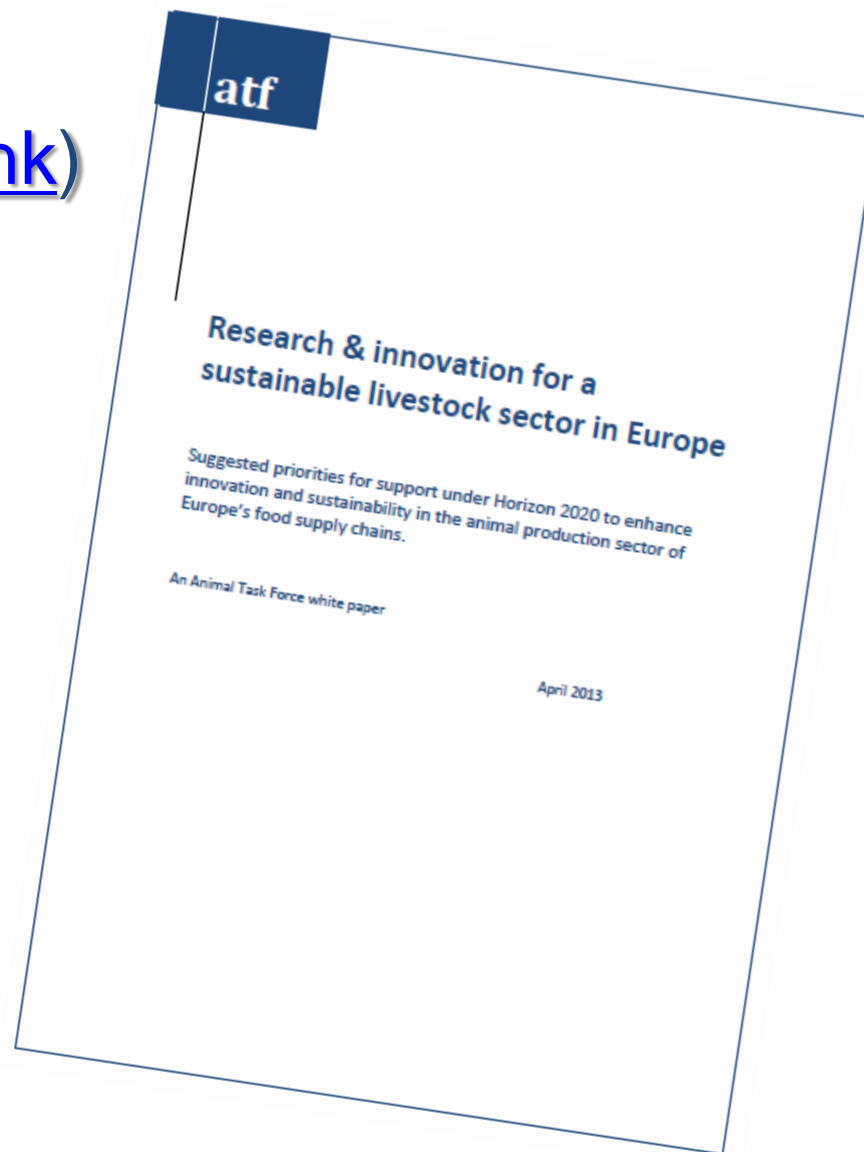 nk)
atf
Research & innovation for a
sustainable livestock sector in Europe
Suggested priorities for support under Horizon 2020 to enhance
innovation and sustainability in the animal production sector of
Europe's food supply chains.
An Animal Task Force white paper
April 2013